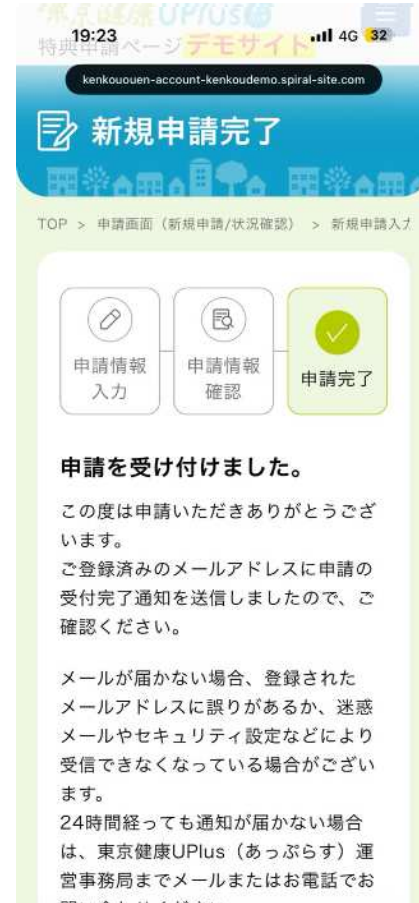 東京健康UPlus
特典申請ページデモサイト
19:23
4G 32
kenkououen-account-kenkoudemo.spiral-site.com
新規申請完了
TOP > 申請画面（新規申請/状況確認） > 新規申請入力
申請情報
入力
申請情報
確認
申請完了
申請を受け付けました。
この度は申請いただきありがとうござ
います。
ご登録済みのメールアドレスに申請の
受付完了通知を送信しましたので、ご
確認ください。
メールが届かない場合、登録された
メールアドレスに誤りがあるか、迷惑
メールやセキュリティ設定などにより
受信できなくなっている場合がござい
ます。
24時間経っても通知が届かない場合
は、東京健康UPlus（あっぷらす）運
営事務局までメールまたはお電話でお